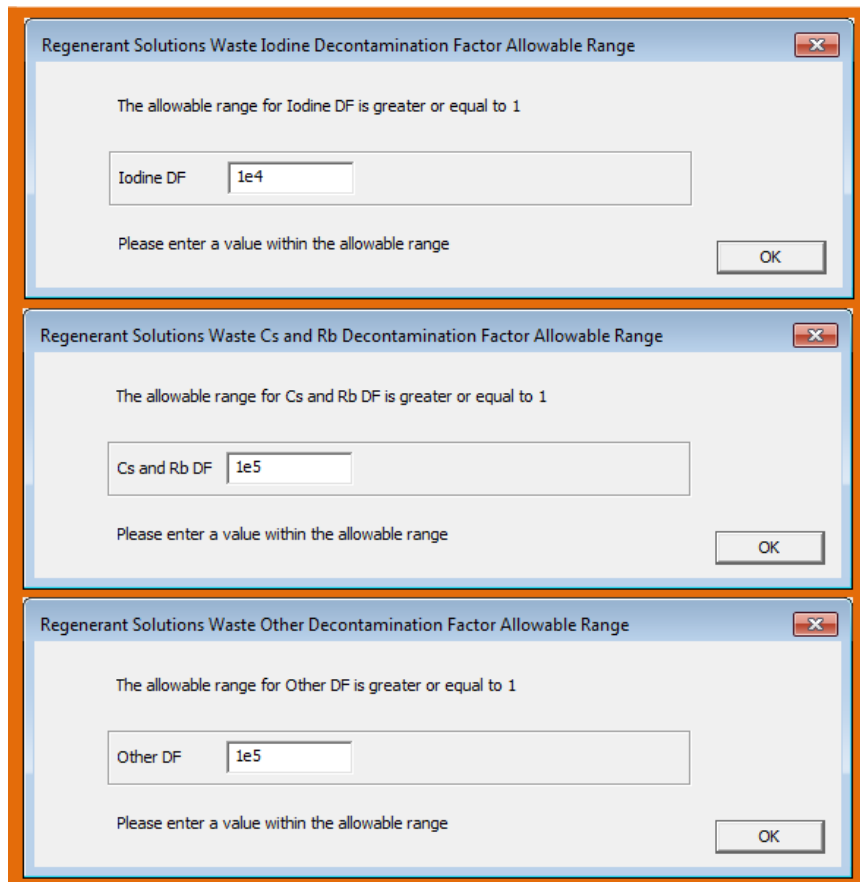 Regenerant Solutions Waste Iodine Decontamination Factor Allowable Range
The allowable range for Iodine DF is greater or equal to 1
Iodine DF 1e4
Please enter a value within the allowable range
OK
Regenerant Solutions Waste Cs and Rb Decontamination Factor Allowable Range
The allowable range for Cs and Rb DF is greater or equal to 1
Cs and Rb DF 1e5
Please enter a value within the allowable range
OK
Regenerant Solutions Waste Other Decontamination Factor Allowable Range
The allowable range for Other DF is greater or equal to 1
Other DF 1e5
Please enter a value within the allowable range
OK